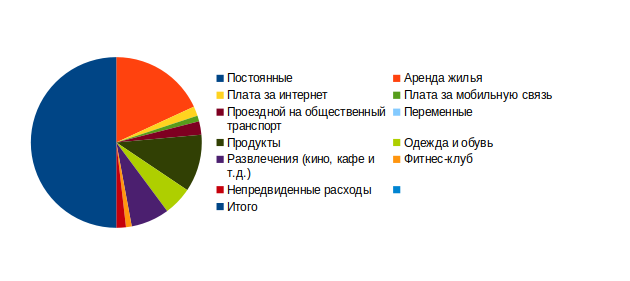 Постоянные
Аренда жилья
Плата за интернет
Плата за мобильную связь
Проездной на общественный
транспорт
Переменные
Продукты
Одежда и обувь
Развлечения (кино, кафе и
т.д.)
Фитнес-клуб
Непредвиденные расходы
Итого